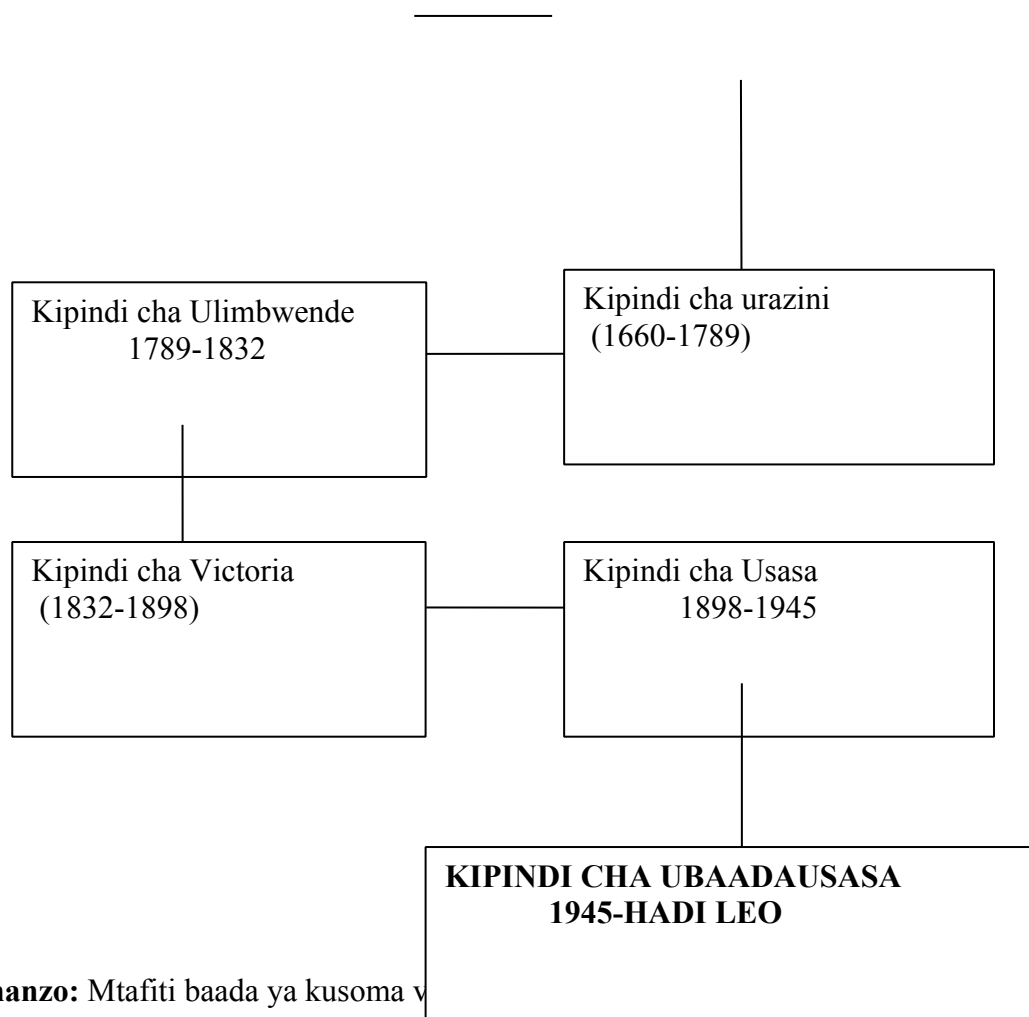 Kipindi cha Ulimbwende
1789-1832
Kipindi cha urazini
(1660-1789)
Kipindi cha Victoria
(1832-1898)
Kipindi cha Usasa
1898-1945
KIPINDI CHA UBAADAUSASA
1945-HADI LEO
Mtafiti baada ya kusoma